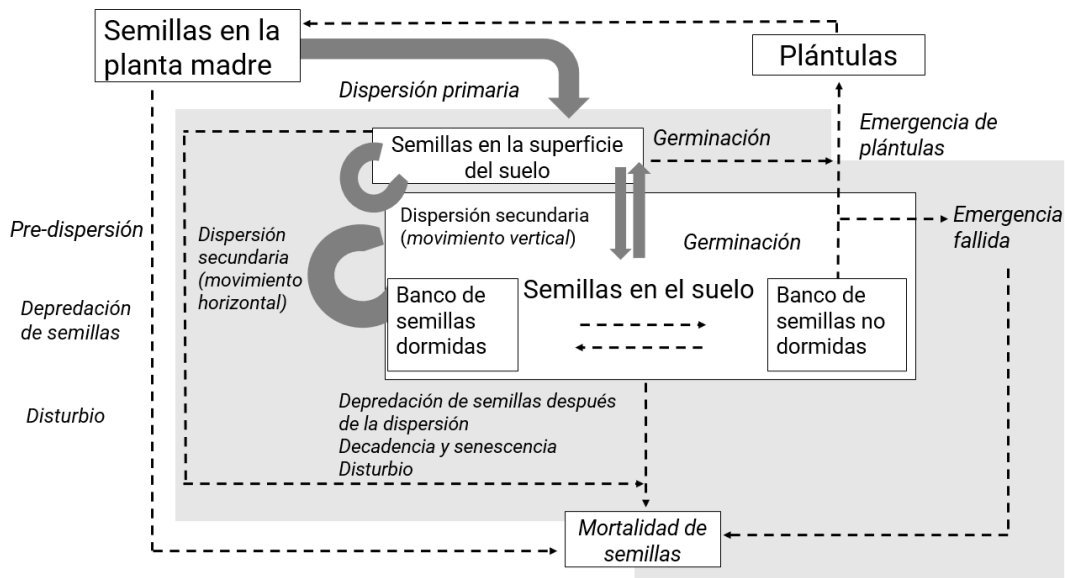 Semillas en la
planta madre
Plántulas
Dispersión primaria
Emergencia de
plántulas
Semillas en la superficie
del suelo
Germinación
Pre-dispersión
Dispersión
secundaria
(movimiento
horizontal)
Dispersión secundaria
(movimiento vertical)
Germinación
Emergencia
fallida
Depredación
de semillas
Semillas en el suelo
Banco de
semillas
dormidas
Banco de
semillas no
dormidas
Disturbio
Depredación de semillas después
de la dispersión
Decadencia y senescencia
Disturbio
Mortalidad de
semillas